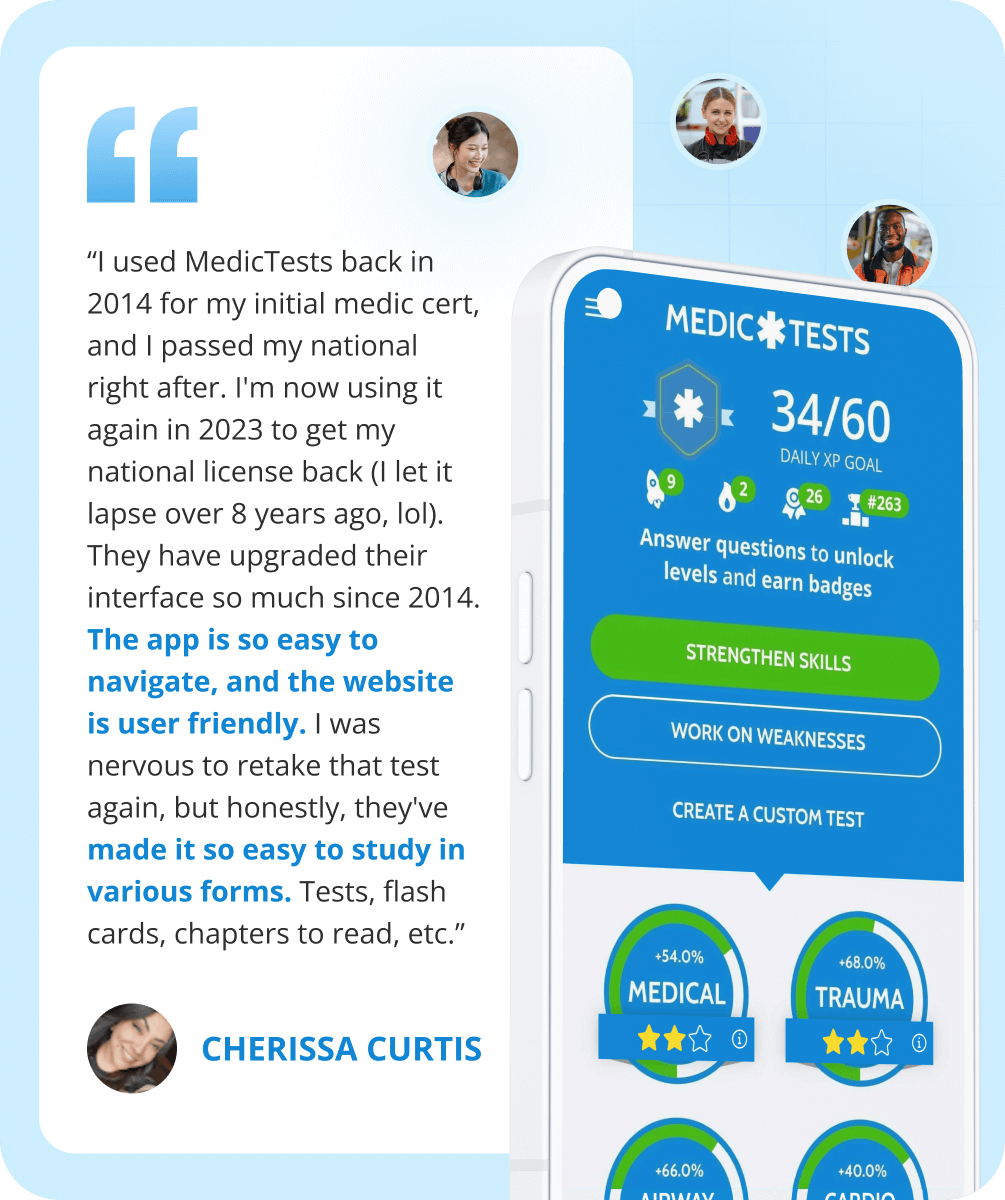 “I used MedicTests back in
2014 for my initial medic cert,
and I passed my national
right after. I'm now using it
again in 2023 to get my
national license back (I let it
lapse over 8 years ago, lol).
They have upgraded their
interface so much since 2014.
The app is so easy to
navigate, and the website
is user friendly. I was
nervous to retake that test
again, but honestly, they've
made it so easy to study in
various forms. Tests, flash
cards, chapters to read, etc.”
CHERISSA CURTIS
MEDIC TESTS
34/60
DAILY XP GOAL
9 2 26 #263
Answer questions to unlock
levels and earn badges
STRENGTHEN SKILLS
WORK ON WEAKNESSES
CREATE A CUSTOM TEST
+54.0%
MEDICAL
+68.0%
TRAUMA
+66.0%
AIRWAY
+40.0%
CARDIO